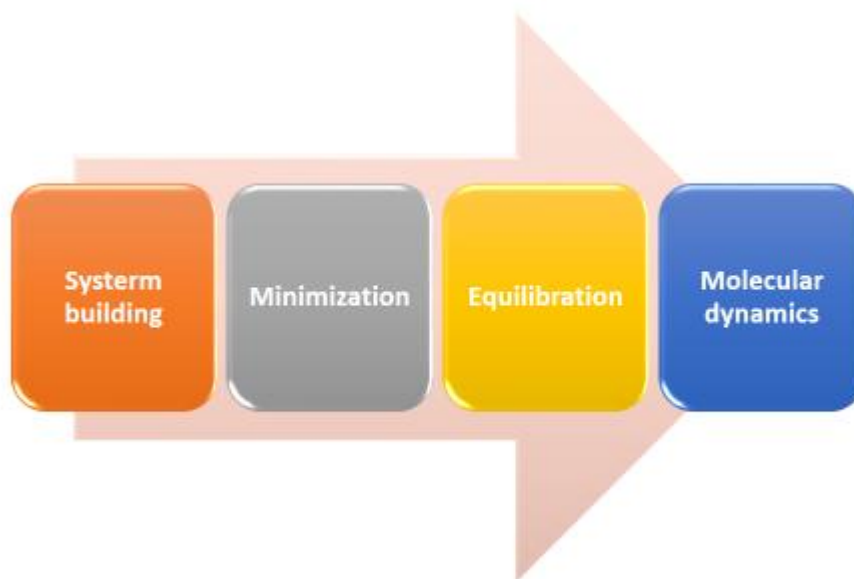 Systerm
building
Minimization
Equilibration
Molecular
dynamics